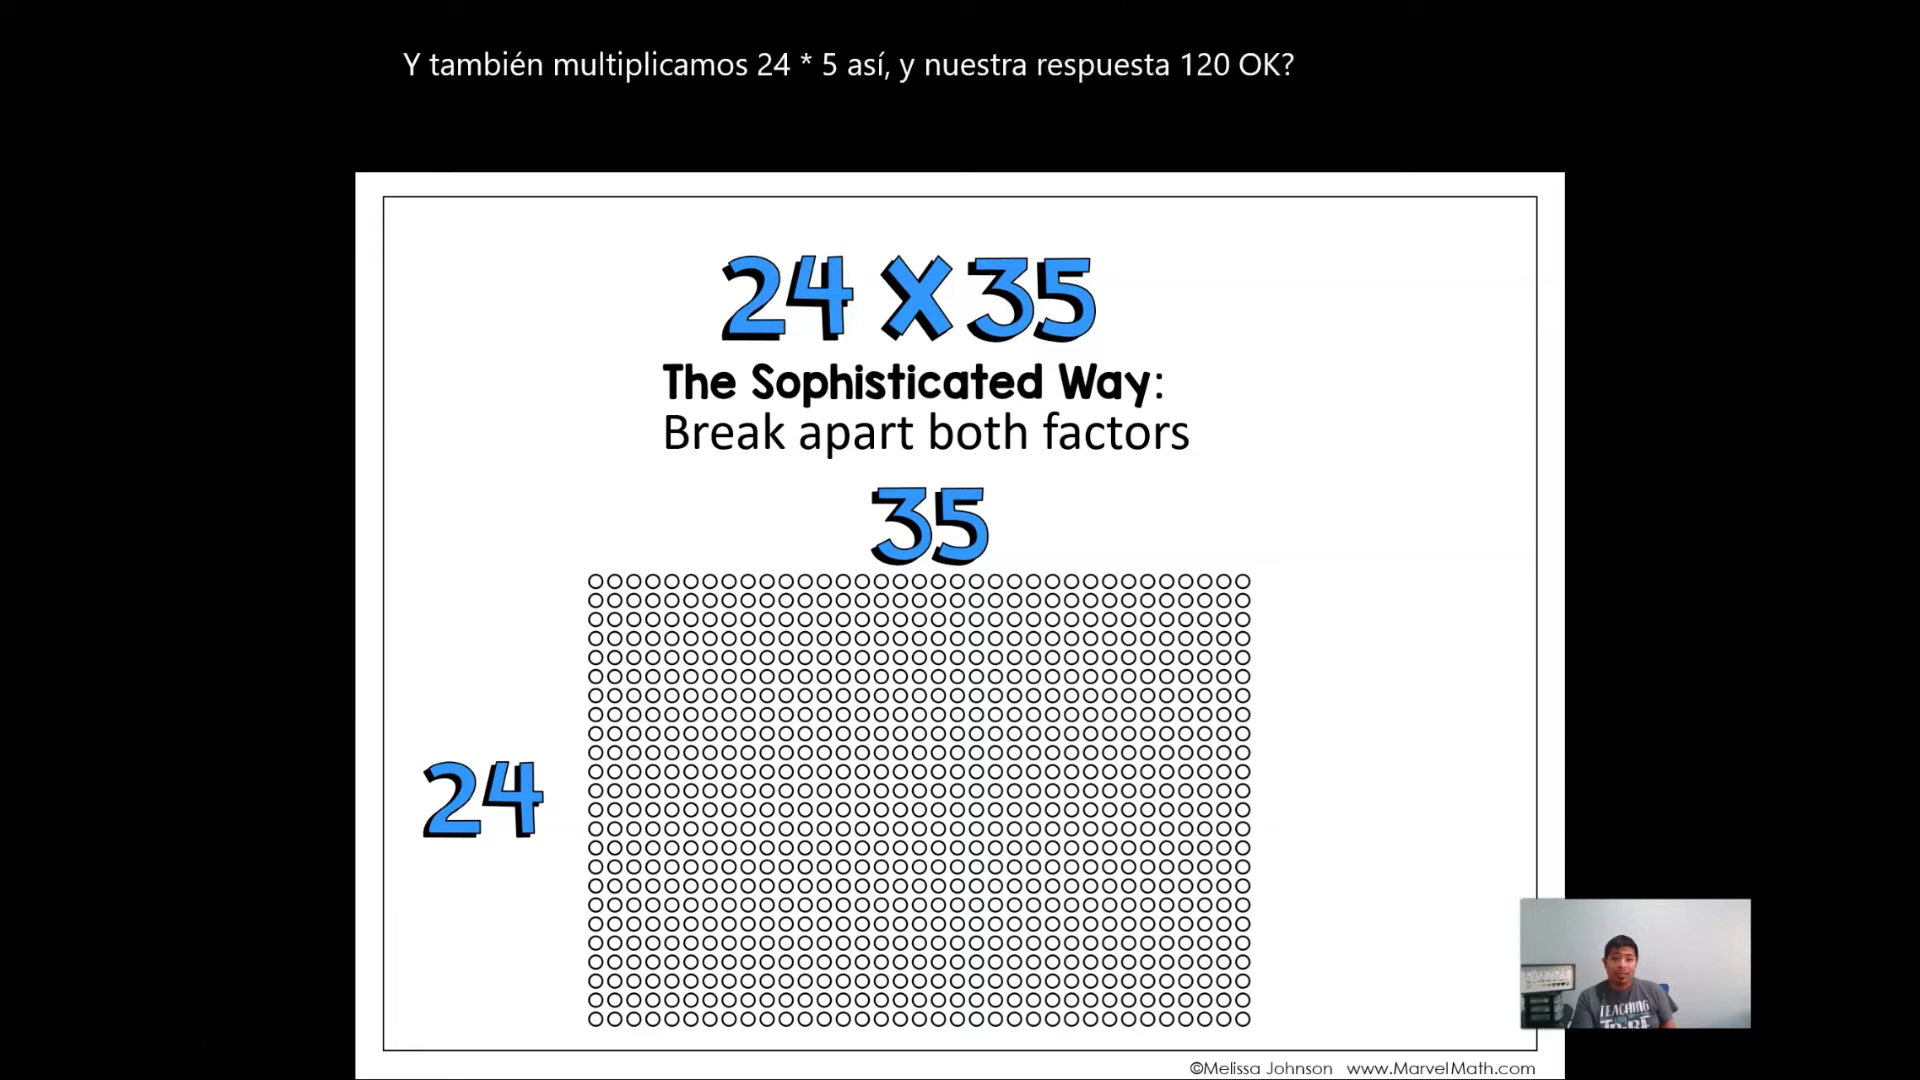 Y también multiplicamos 24 * 5 así, y nuestra respuesta 120 OK?
24 x 35
The Sophisticated Way:
Break apart both factors
35
24
TEACHING
©Melissa Johnson www.MarvelMath.com